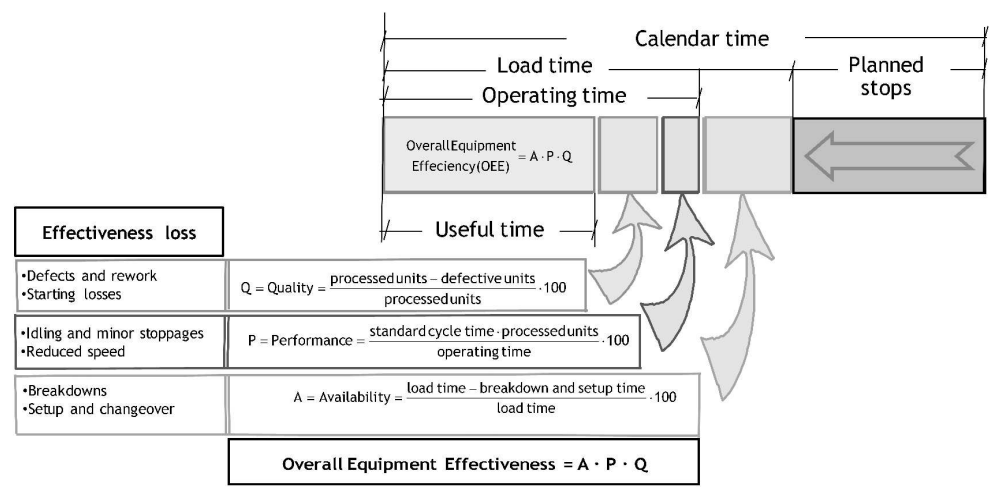 Calendar time
Load time
Planned
stops
Operating time
OverallEquipment
Effeciency(OEE) = A · P · Q
Useful time
Effectiveness loss
•Defects and rework
•Starting losses
Q = Quality = processed units – defective units / processed units · 100
•Idling and minor stoppages
•Reduced speed
P = Performance = standard cycle time · processed units / operating time · 100
•Breakdowns
•Setup and changeover
A = Availability = load time – breakdown and setup time / load time · 100
Overall Equipment Effectiveness = A · P · Q